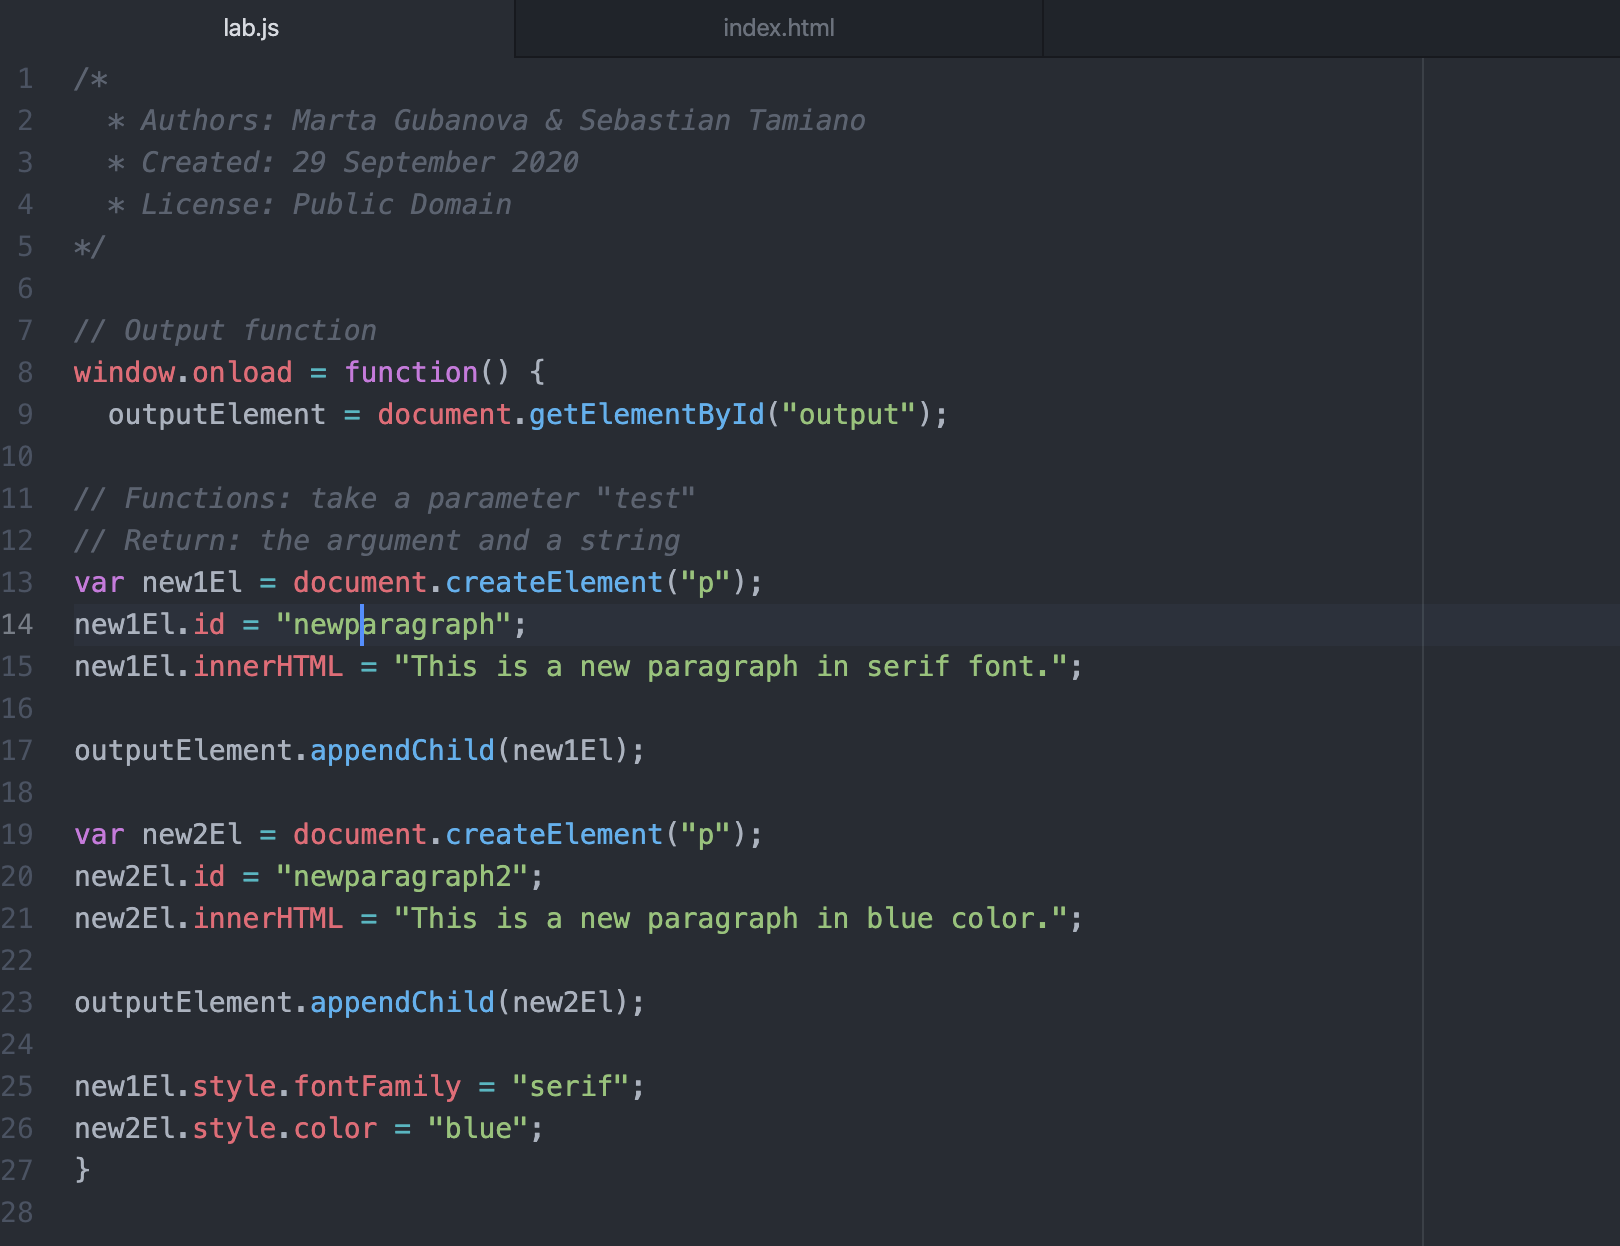 lab.js
index.html
1 /*
2   * Authors: Marta Gubanova & Sebastian Tamiano
3   * Created: 29 September 2020
4   * License: Public Domain
5 */
6
7 // Output function
8 window.onload = function() {
9   outputElement = document.getElementById("output");
10
11 // Functions: take a parameter "test"
12 // Return: the argument and a string
13 var new1El = document.createElement("p");
14 new1El.id = "newparagraph";
15 new1El.innerHTML = "This is a new paragraph in serif font.";
16
17 outputElement.appendChild(new1El);
18
19 var new2El = document.createElement("p");
20 new2El.id = "newparagraph2";
21 new2El.innerHTML = "This is a new paragraph in blue color.";
22
23 outputElement.appendChild(new2El);
24
25 new1El.style.fontFamily = "serif";
26 new2El.style.color = "blue";
27 }
28